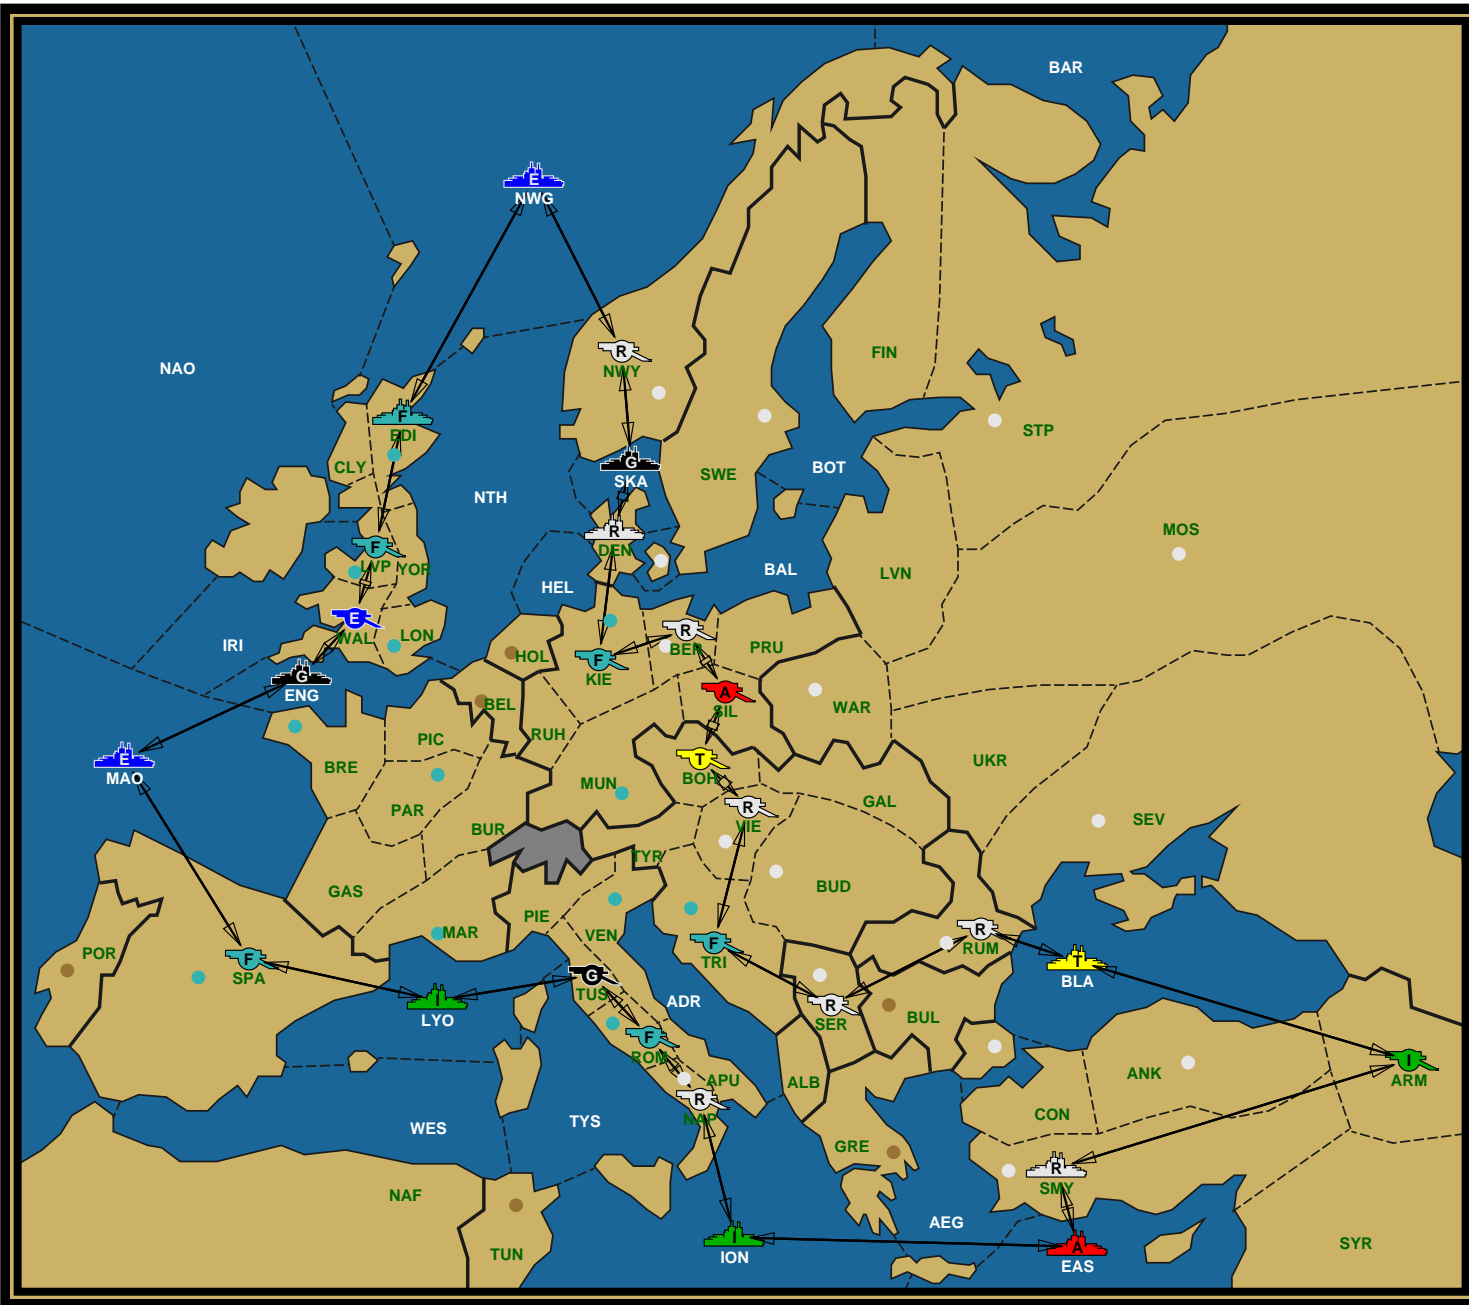 BAR
E
NWG
NAO
R
NWY
FIN
F
EDI
STP
CLY
G
SKA
SWE
BOT
NTH
R
DEN
MOS
F
LVP
YOR
HEL
BAL
LVN
E
WAL
LON
IRI
R
BER
PRU
HOL
F
KIE
G
ENG
A
SIL
BEL
WAR
RUH
PIC
E
MAO
BRE
T
BOH
UKR
MUN
PAR
R
VIE
GAL
SEV
BUR
TYR
BUD
GAS
PIE
VEN
MAR
POR
F
SPA
F
TRI
R
RUM
T
BLA
G
TUS
I
LYO
ADR
R
SER
BUL
F
ROM
APU
ALB
ANK
I
ARM
R
NAP
CON
WES
TYS
GRE
R
SMY
NAF
AEG
I
ION
A
EAS
TUN
SYR